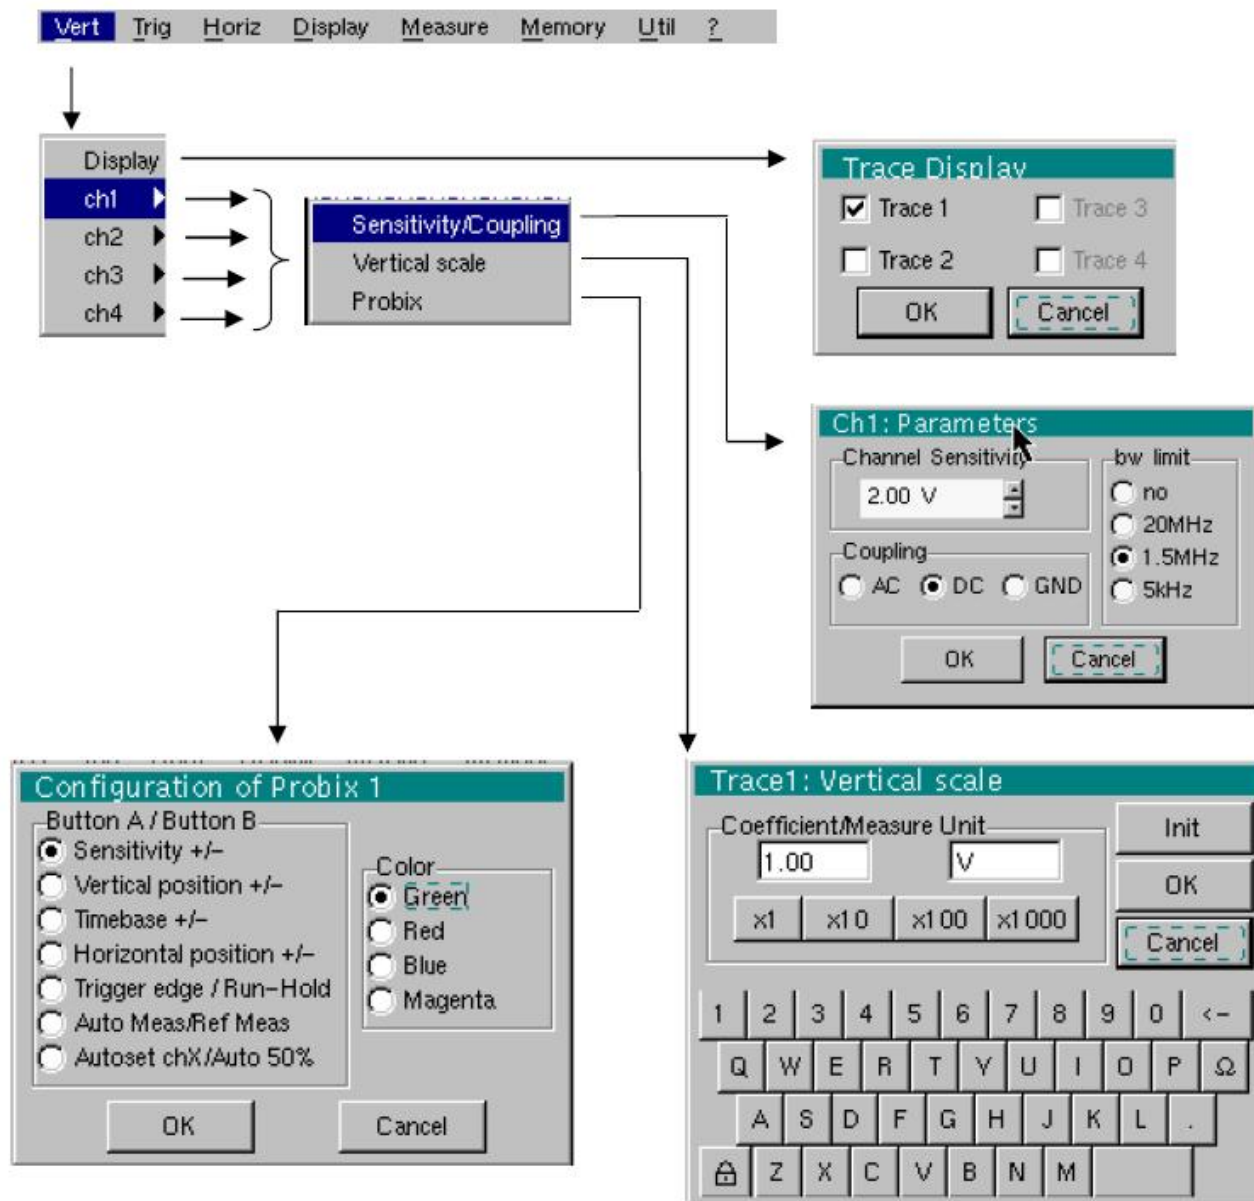 Vert Trig Horiz Display Measure Memory Util ?
Display
ch1
ch2
ch3
ch4
Sensitivity/Coupling
Vertical scale
Probix
Trace Display
Trace 1 Trace 3
Trace 2 Trace 4
OK Cancel
Ch1: Parameters
Channel Sensitivity
2.00 V
Coupling
AC DC GND
bw limit
no
20MHz
1.5MHz
5kHz
OK Cancel
Configuration of Probix 1
Button A / Button B
Sensitivity +/-
Vertical position +/-
Timebase +/-
Horizontal position +/-
Trigger edge / Run-Hold
Auto Meas/Ref Meas
Autoset chX/Auto 50%
Color
Green
Red
Blue
Magenta
OK Cancel
Trace1: Vertical scale
Coefficient/Measure Unit
1.00 V
x1 x10 x100 x1000
Init
OK
Cancel
1 2 3 4 5 6 7 8 9 0 <-
Q W E R T Y U I O P Ω
A S D F G H J K L .
Z X C V B N M